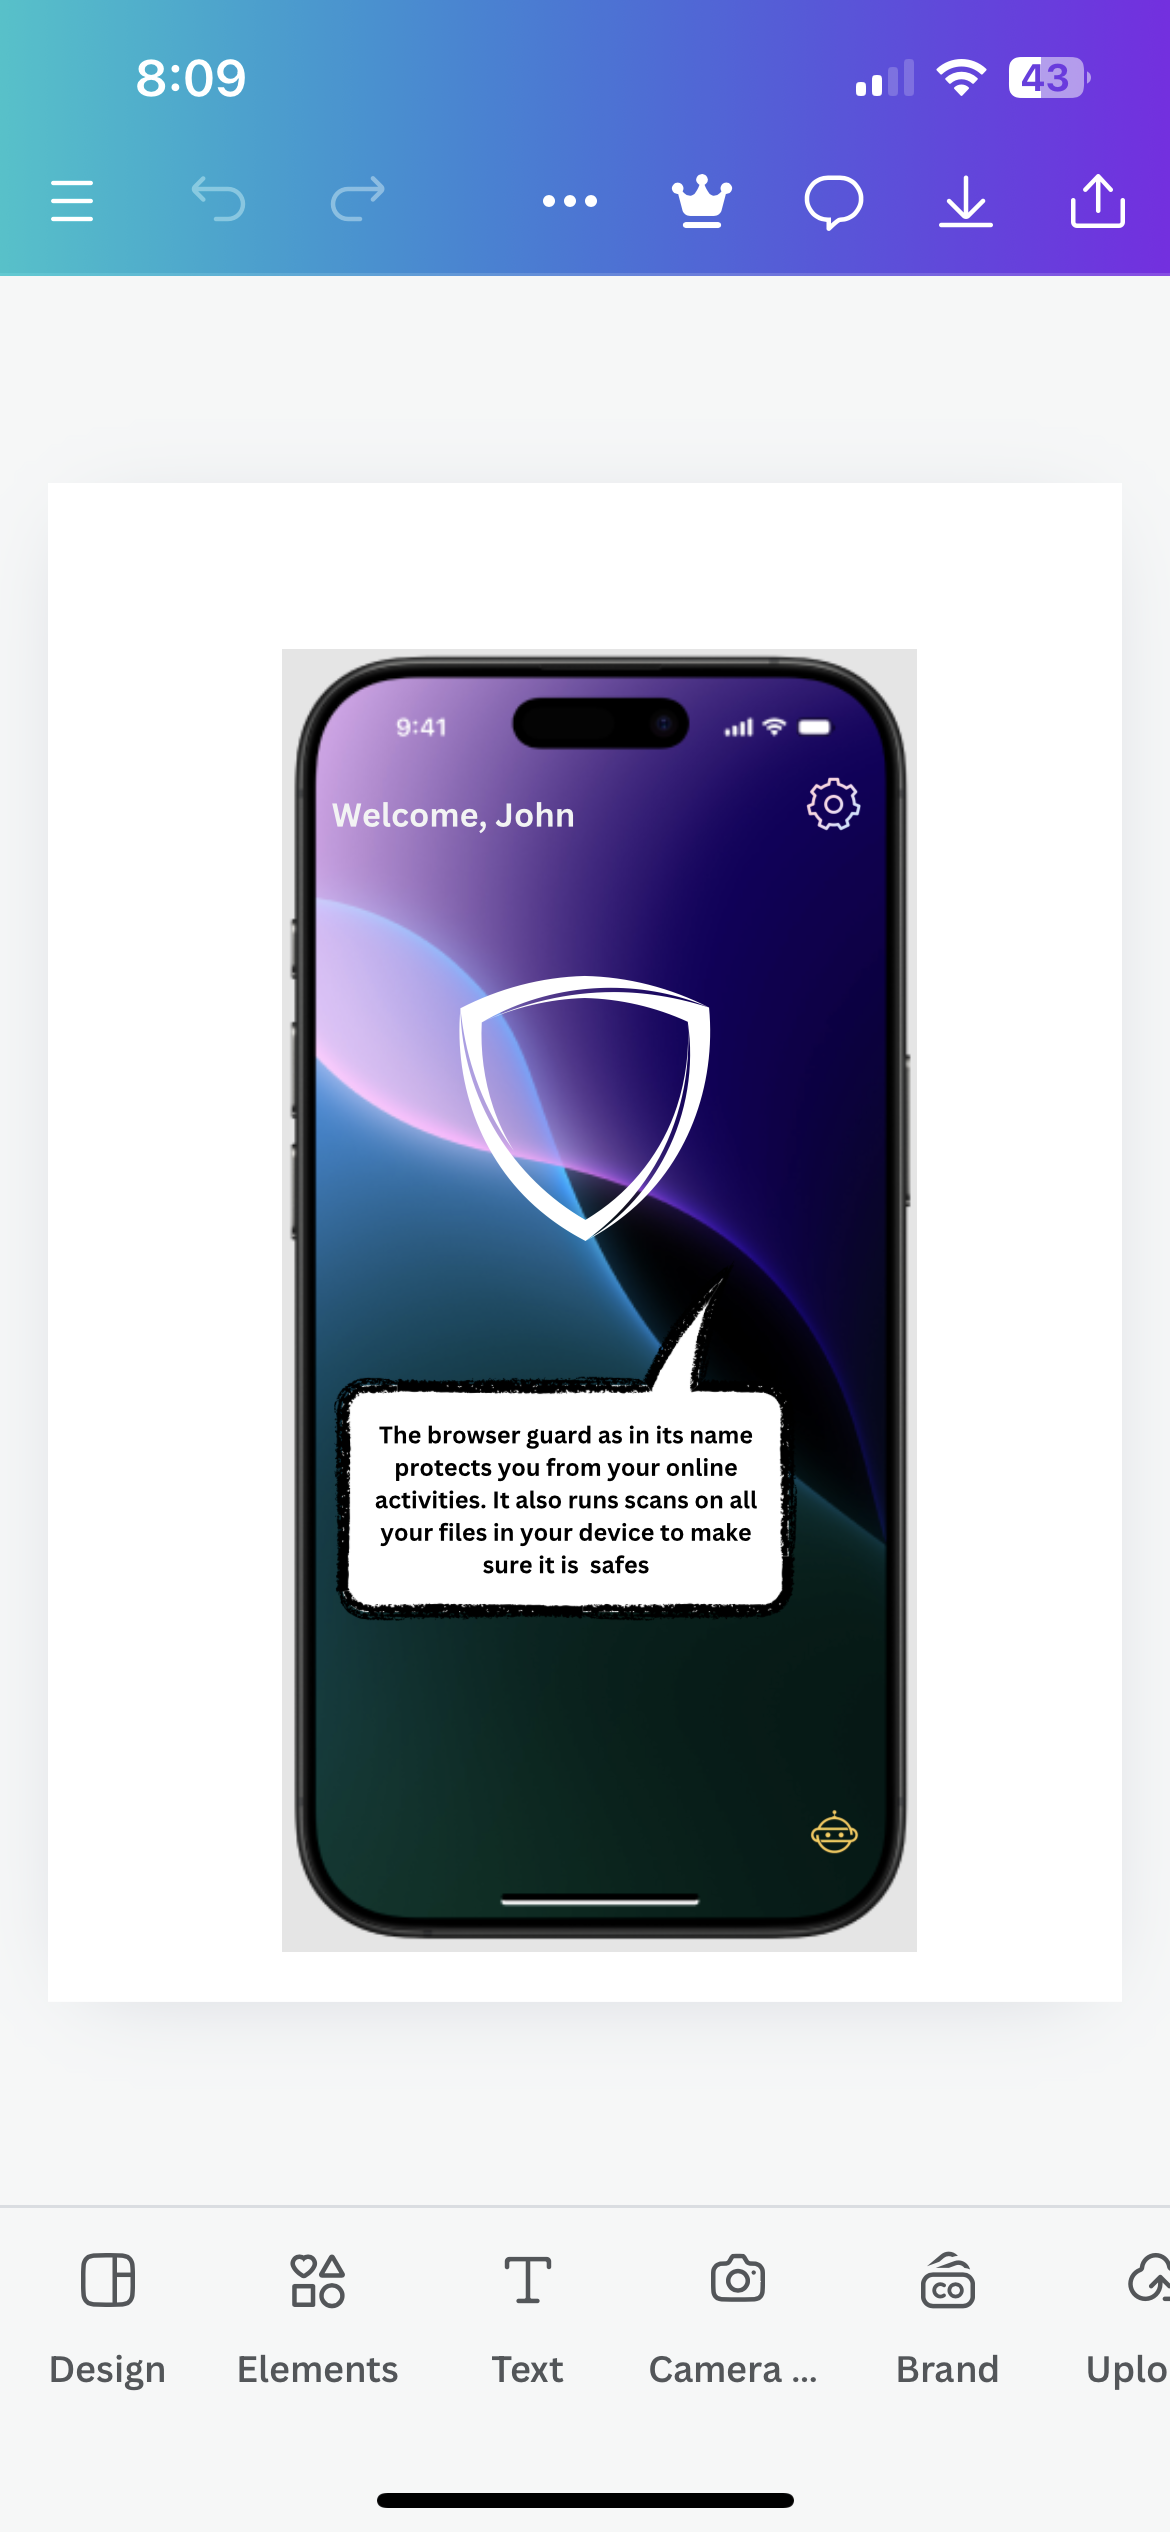 8:09
43
9:41
Welcome, John
The browser guard as in its name
protects you from your online
activities. It also runs scans on all
your files in your device to make
sure it is  safes
CO
Design
Elements
Text
Camera ...
Brand
Uplo